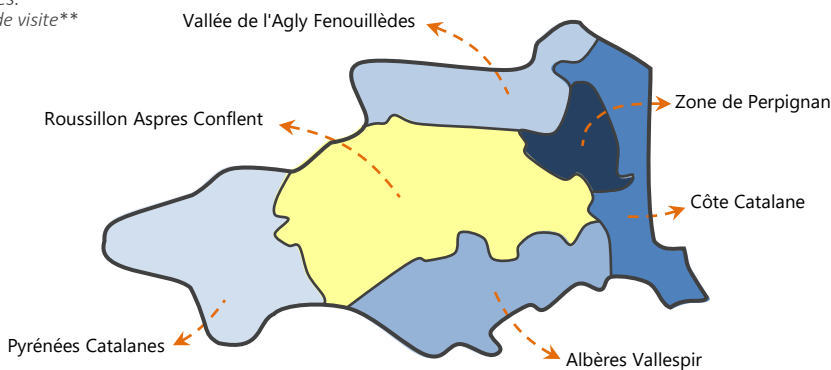 de visite**
Vallée de l'Agly Fenouillèdes
Zone de Perpignan
Roussillon Aspres Conflent
Côte Catalane
Pyrénées Catalanes
Albères Vallespir